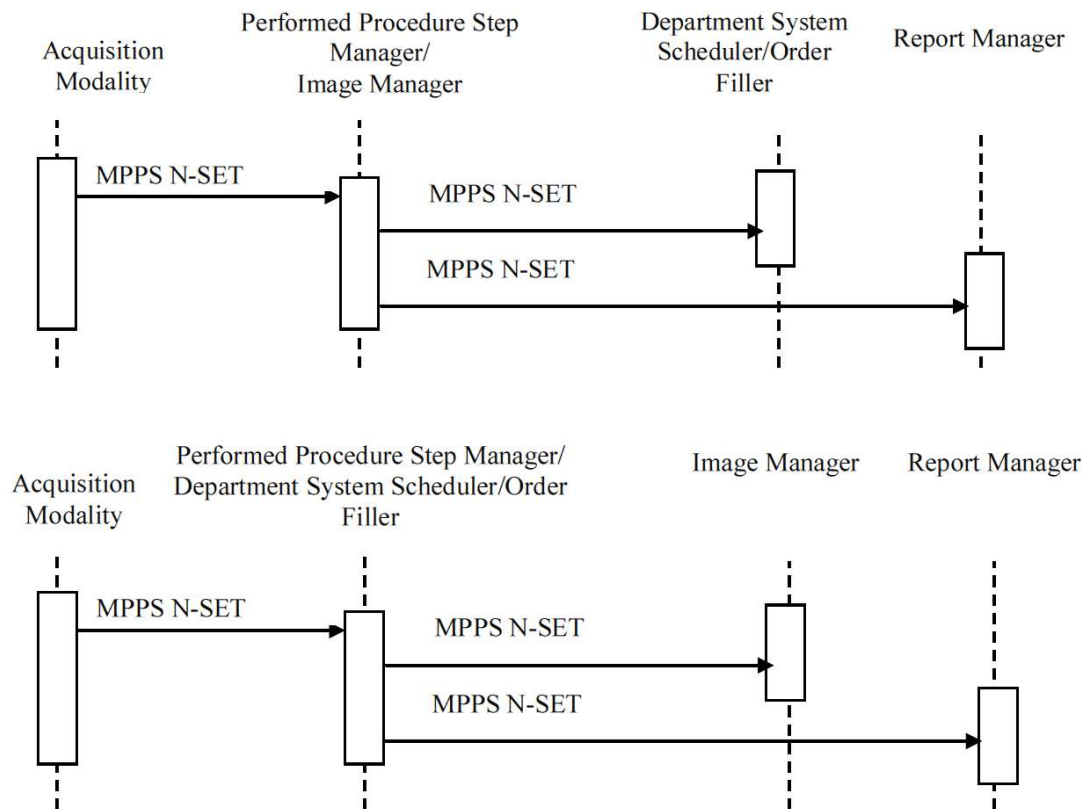 Acquisition
Modality
Performed Procedure Step
Manager/
Image Manager
Department System
Scheduler/Order
Filler
Report Manager
MPPS N-SET
MPPS N-SET
MPPS N-SET
Acquisition
Modality
Performed Procedure Step Manager/
Department System Scheduler/Order
Filler
Image Manager
Report Manager
MPPS N-SET
MPPS N-SET
MPPS N-SET